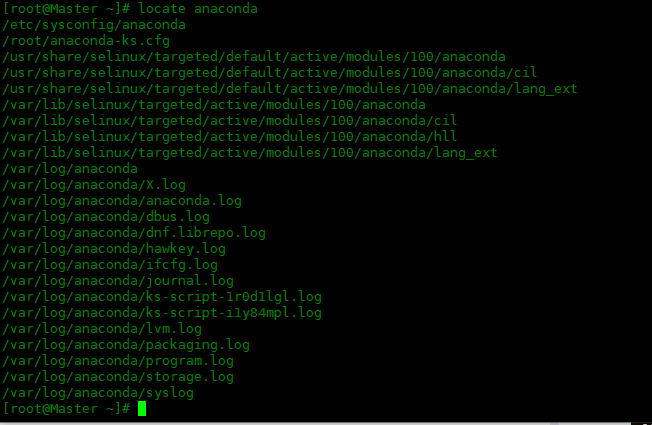 [root@Master ~]# locate anaconda
/etc/sysconfig/anaconda
/root/anaconda-ks.cfg
/usr/share/selinux/targeted/default/active/modules/100/anaconda
/usr/share/selinux/targeted/default/active/modules/100/anaconda/cil
/usr/share/selinux/targeted/default/active/modules/100/anaconda/lang_ext
/var/lib/selinux/targeted/active/modules/100/anaconda
/var/lib/selinux/targeted/active/modules/100/anaconda/cil
/var/lib/selinux/targeted/active/modules/100/anaconda/hll
/var/lib/selinux/targeted/active/modules/100/anaconda/lang_ext
/var/log/anaconda
/var/log/anaconda/X.log
/var/log/anaconda/anaconda.log
/var/log/anaconda/dbus.log
/var/log/anaconda/dnf.librepo.log
/var/log/anaconda/hawkey.log
/var/log/anaconda/ifcfg.log
/var/log/anaconda/journal.log
/var/log/anaconda/ks-script-1r0d1lgl.log
/var/log/anaconda/ks-script-i1y84mpl.log
/var/log/anaconda/lvm.log
/var/log/anaconda/packaging.log
/var/log/anaconda/program.log
/var/log/anaconda/storage.log
/var/log/anaconda/syslog
[root@Master ~]#